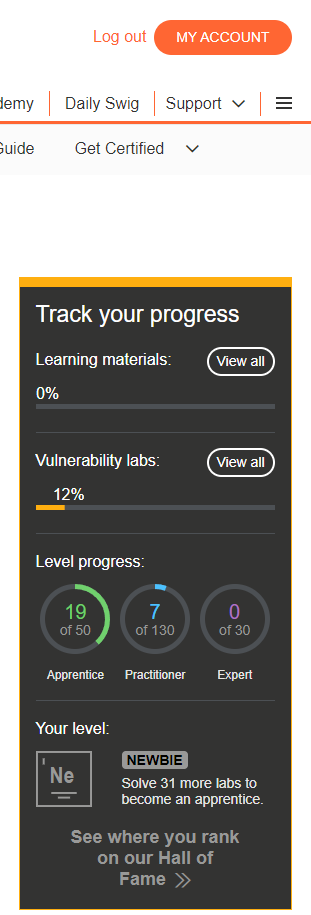 Log out MY ACCOUNT
demy Daily Swig Support
Guide Get Certified
Track your progress
Learning materials: View all
0%
Vulnerability labs: View all
12%
Level progress:
19 7 0
of 50 of 130 of 30
Apprentice Practitioner Expert
Your level:
Ne
NEWBIE
Solve 31 more labs to
become an apprentice.
See where you rank
on our Hall of
Fame